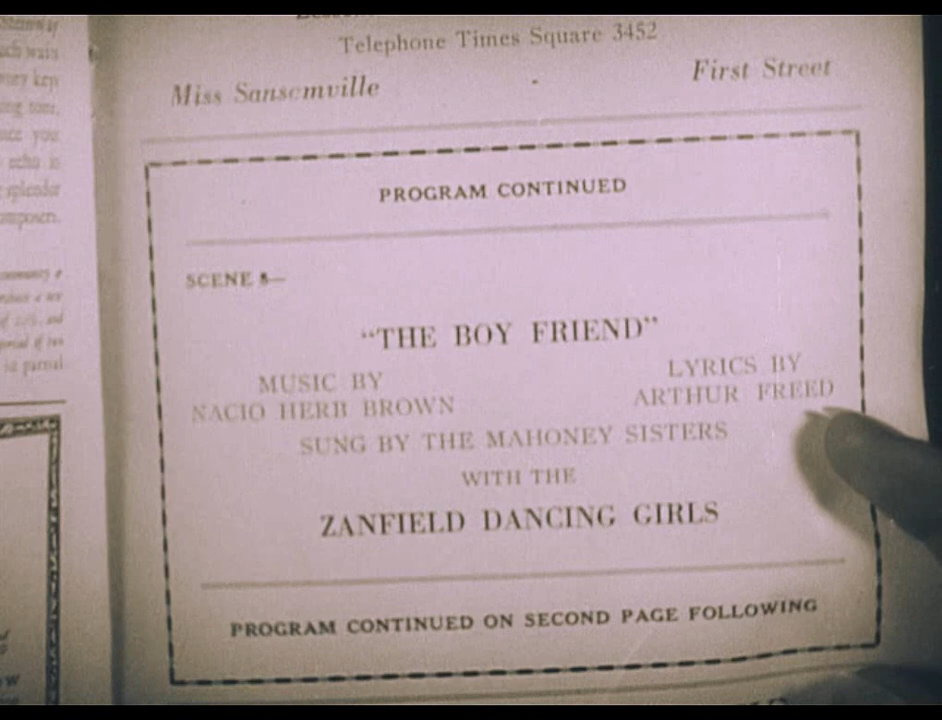 Telephone Times Square 3452
Miss Sansemville - First Street
PROGRAM CONTINUED
SCENE 8—
"THE BOY FRIEND"
MUSIC BY
NACIO HERB BROWN
LYRICS BY
ARTHUR FREED
SUNG BY THE MAHONEY SISTERS
WITH THE
ZANFIELD DANCING GIRLS
PROGRAM CONTINUED ON SECOND PAGE FOLLOWING